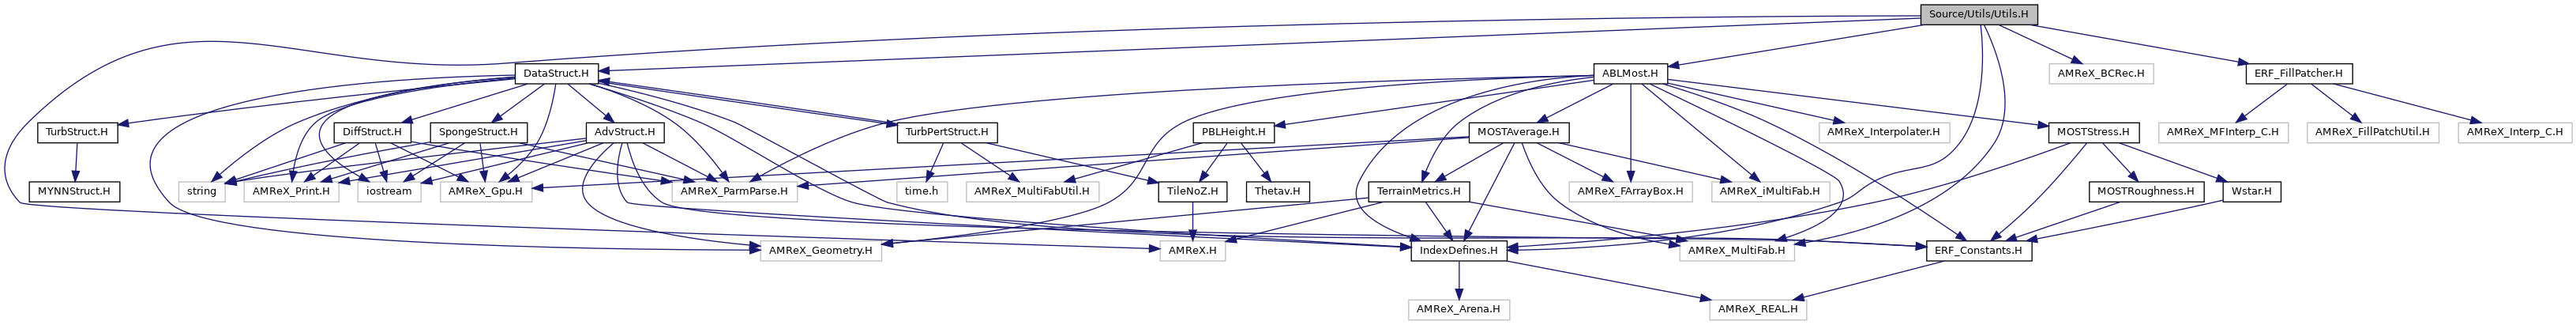 Source/Utils/Utils.H
DataStruct.H
ABLMost.H
AMReX_BCRec.H
ERF_FillPatcher.H
TurbStruct.H
DiffStruct.H
SpongeStruct.H
AdvStruct.H
TurbPertStruct.H
PBLHeight.H
MOSTAverage.H
AMReX_Interpolater.H
MOSTStress.H
AMReX_MFInterp_C.H
AMReX_FillPatchUtil.H
AMReX_Interp_C.H
MYNNStruct.H
string
AMReX_Print.H
iostream
AMReX_Gpu.H
AMReX_ParmParse.H
time.h
AMReX_MultiFabUtil.H
TileNoZ.H
Thetav.H
TerrainMetrics.H
AMReX_FArrayBox.H
AMReX_iMultiFab.H
MOSTRoughness.H
Wstar.H
AMReX_Geometry.H
AMReX.H
IndexDefines.H
AMReX_MultiFab.H
ERF_Constants.H
AMReX_Arena.H
AMReX_REAL.H